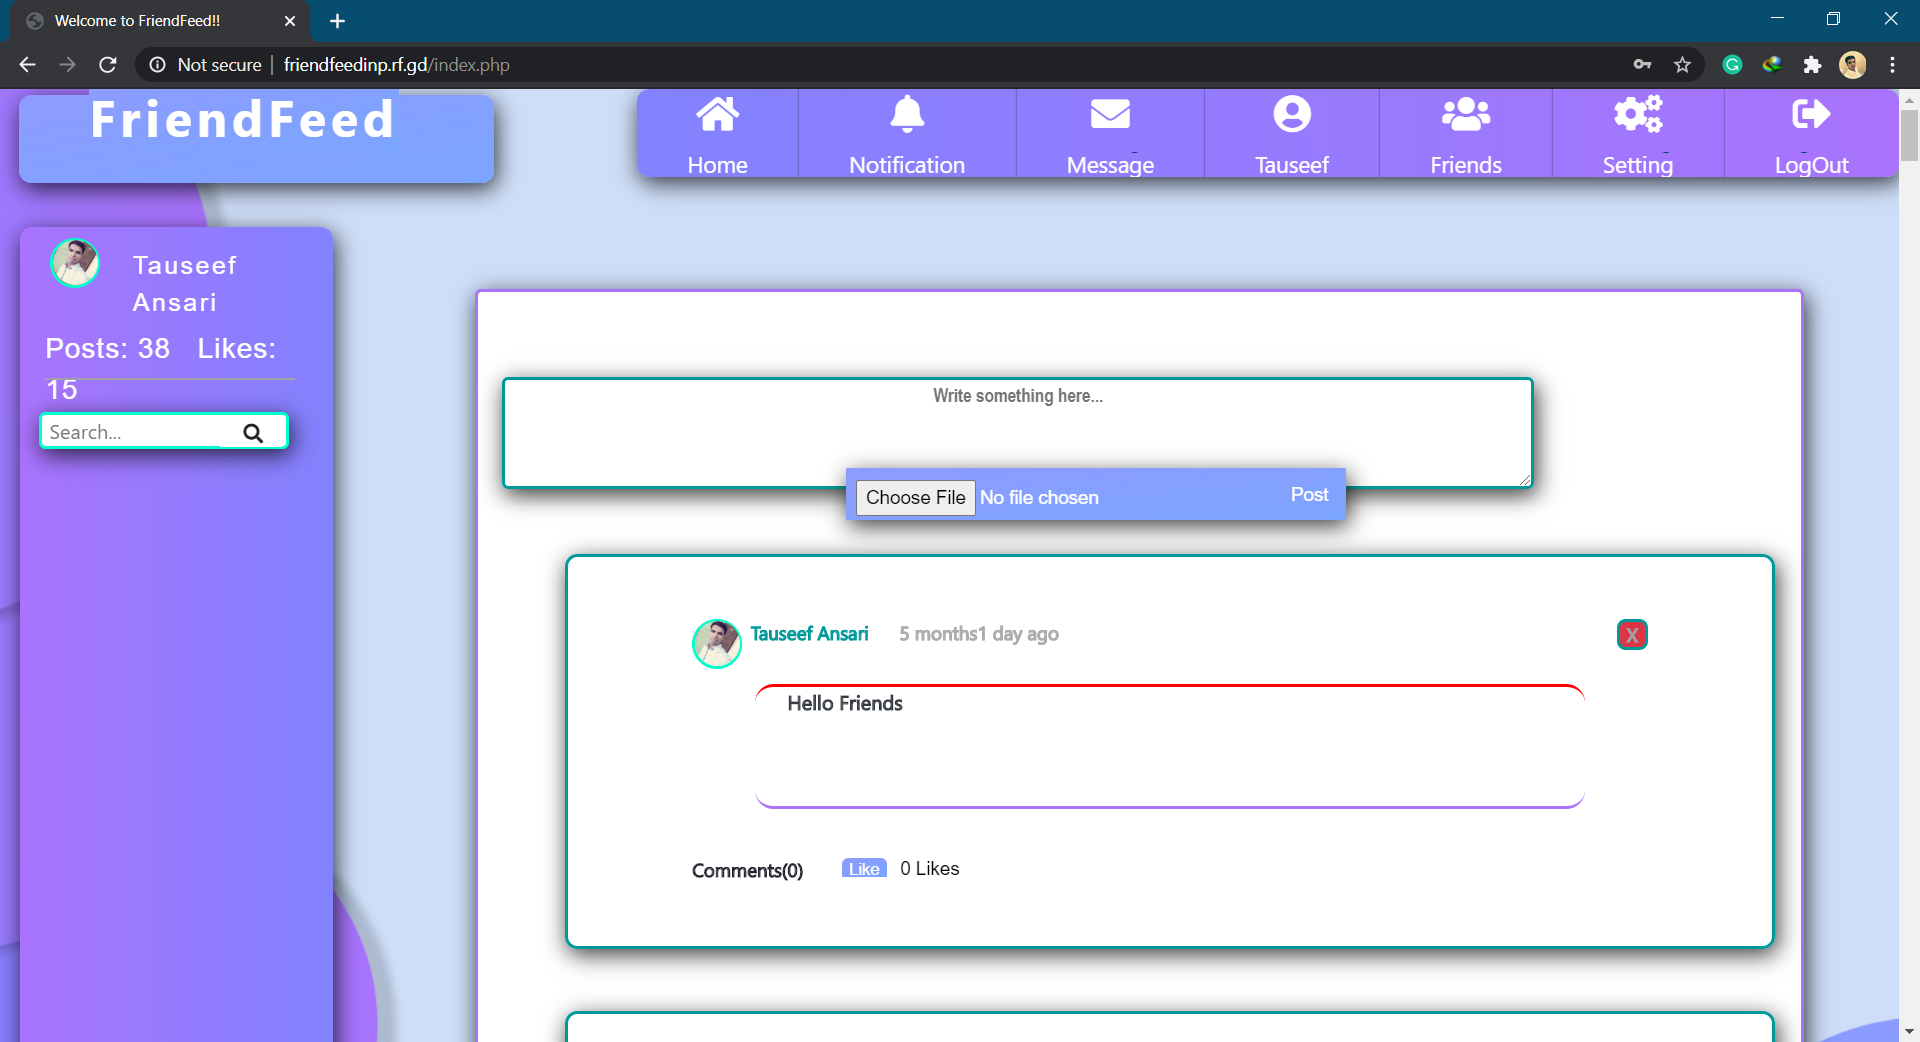 Welcome to FriendFeed!!
Not secure | friendfeedinp.rf.gd/index.php
FriendFeed
Home Notification Message Tauseef Friends Setting LogOut
Tauseef
Ansari
Posts: 38 Likes:
15
Search...
Write something here...
Choose File No file chosen Post
Tauseef Ansari 5 months1 day ago X
Hello Friends
Comments(0) Like 0 Likes